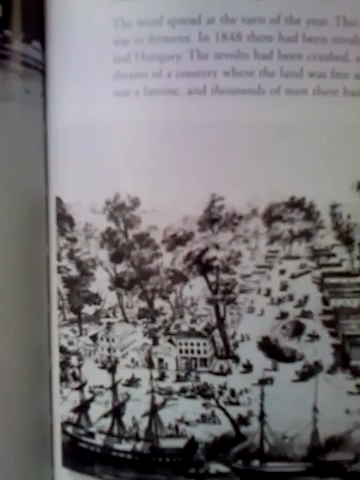 The word spread at the turn of the year. This
was in ferment. In 1848 there had been
and Hungary. The revolts had been crushed,
dreams of a country where the land was free
was a famine, and thousands of men there had